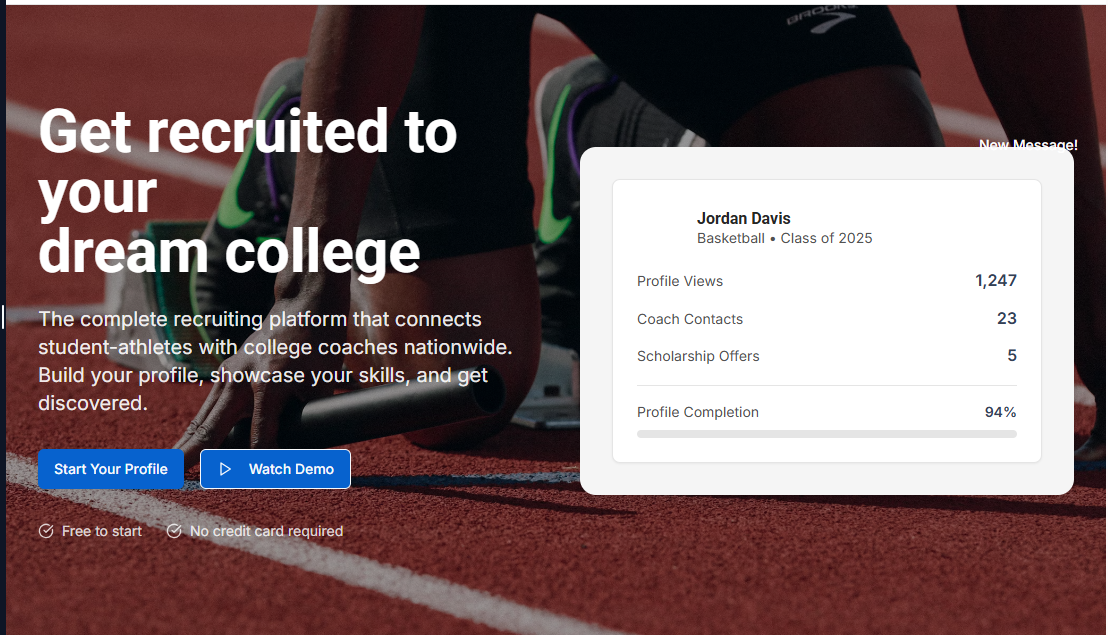 BROOKS
Get recruited to
your
dream college
The complete recruiting platform that connects
student-athletes with college coaches nationwide.
Build your profile, showcase your skills, and get
discovered.
Start Your Profile
Watch Demo
Free to start
No credit card required
New Message!
Jordan Davis
Basketball • Class of 2025
Profile Views
1,247
Coach Contacts
23
Scholarship Offers
5
Profile Completion
94%